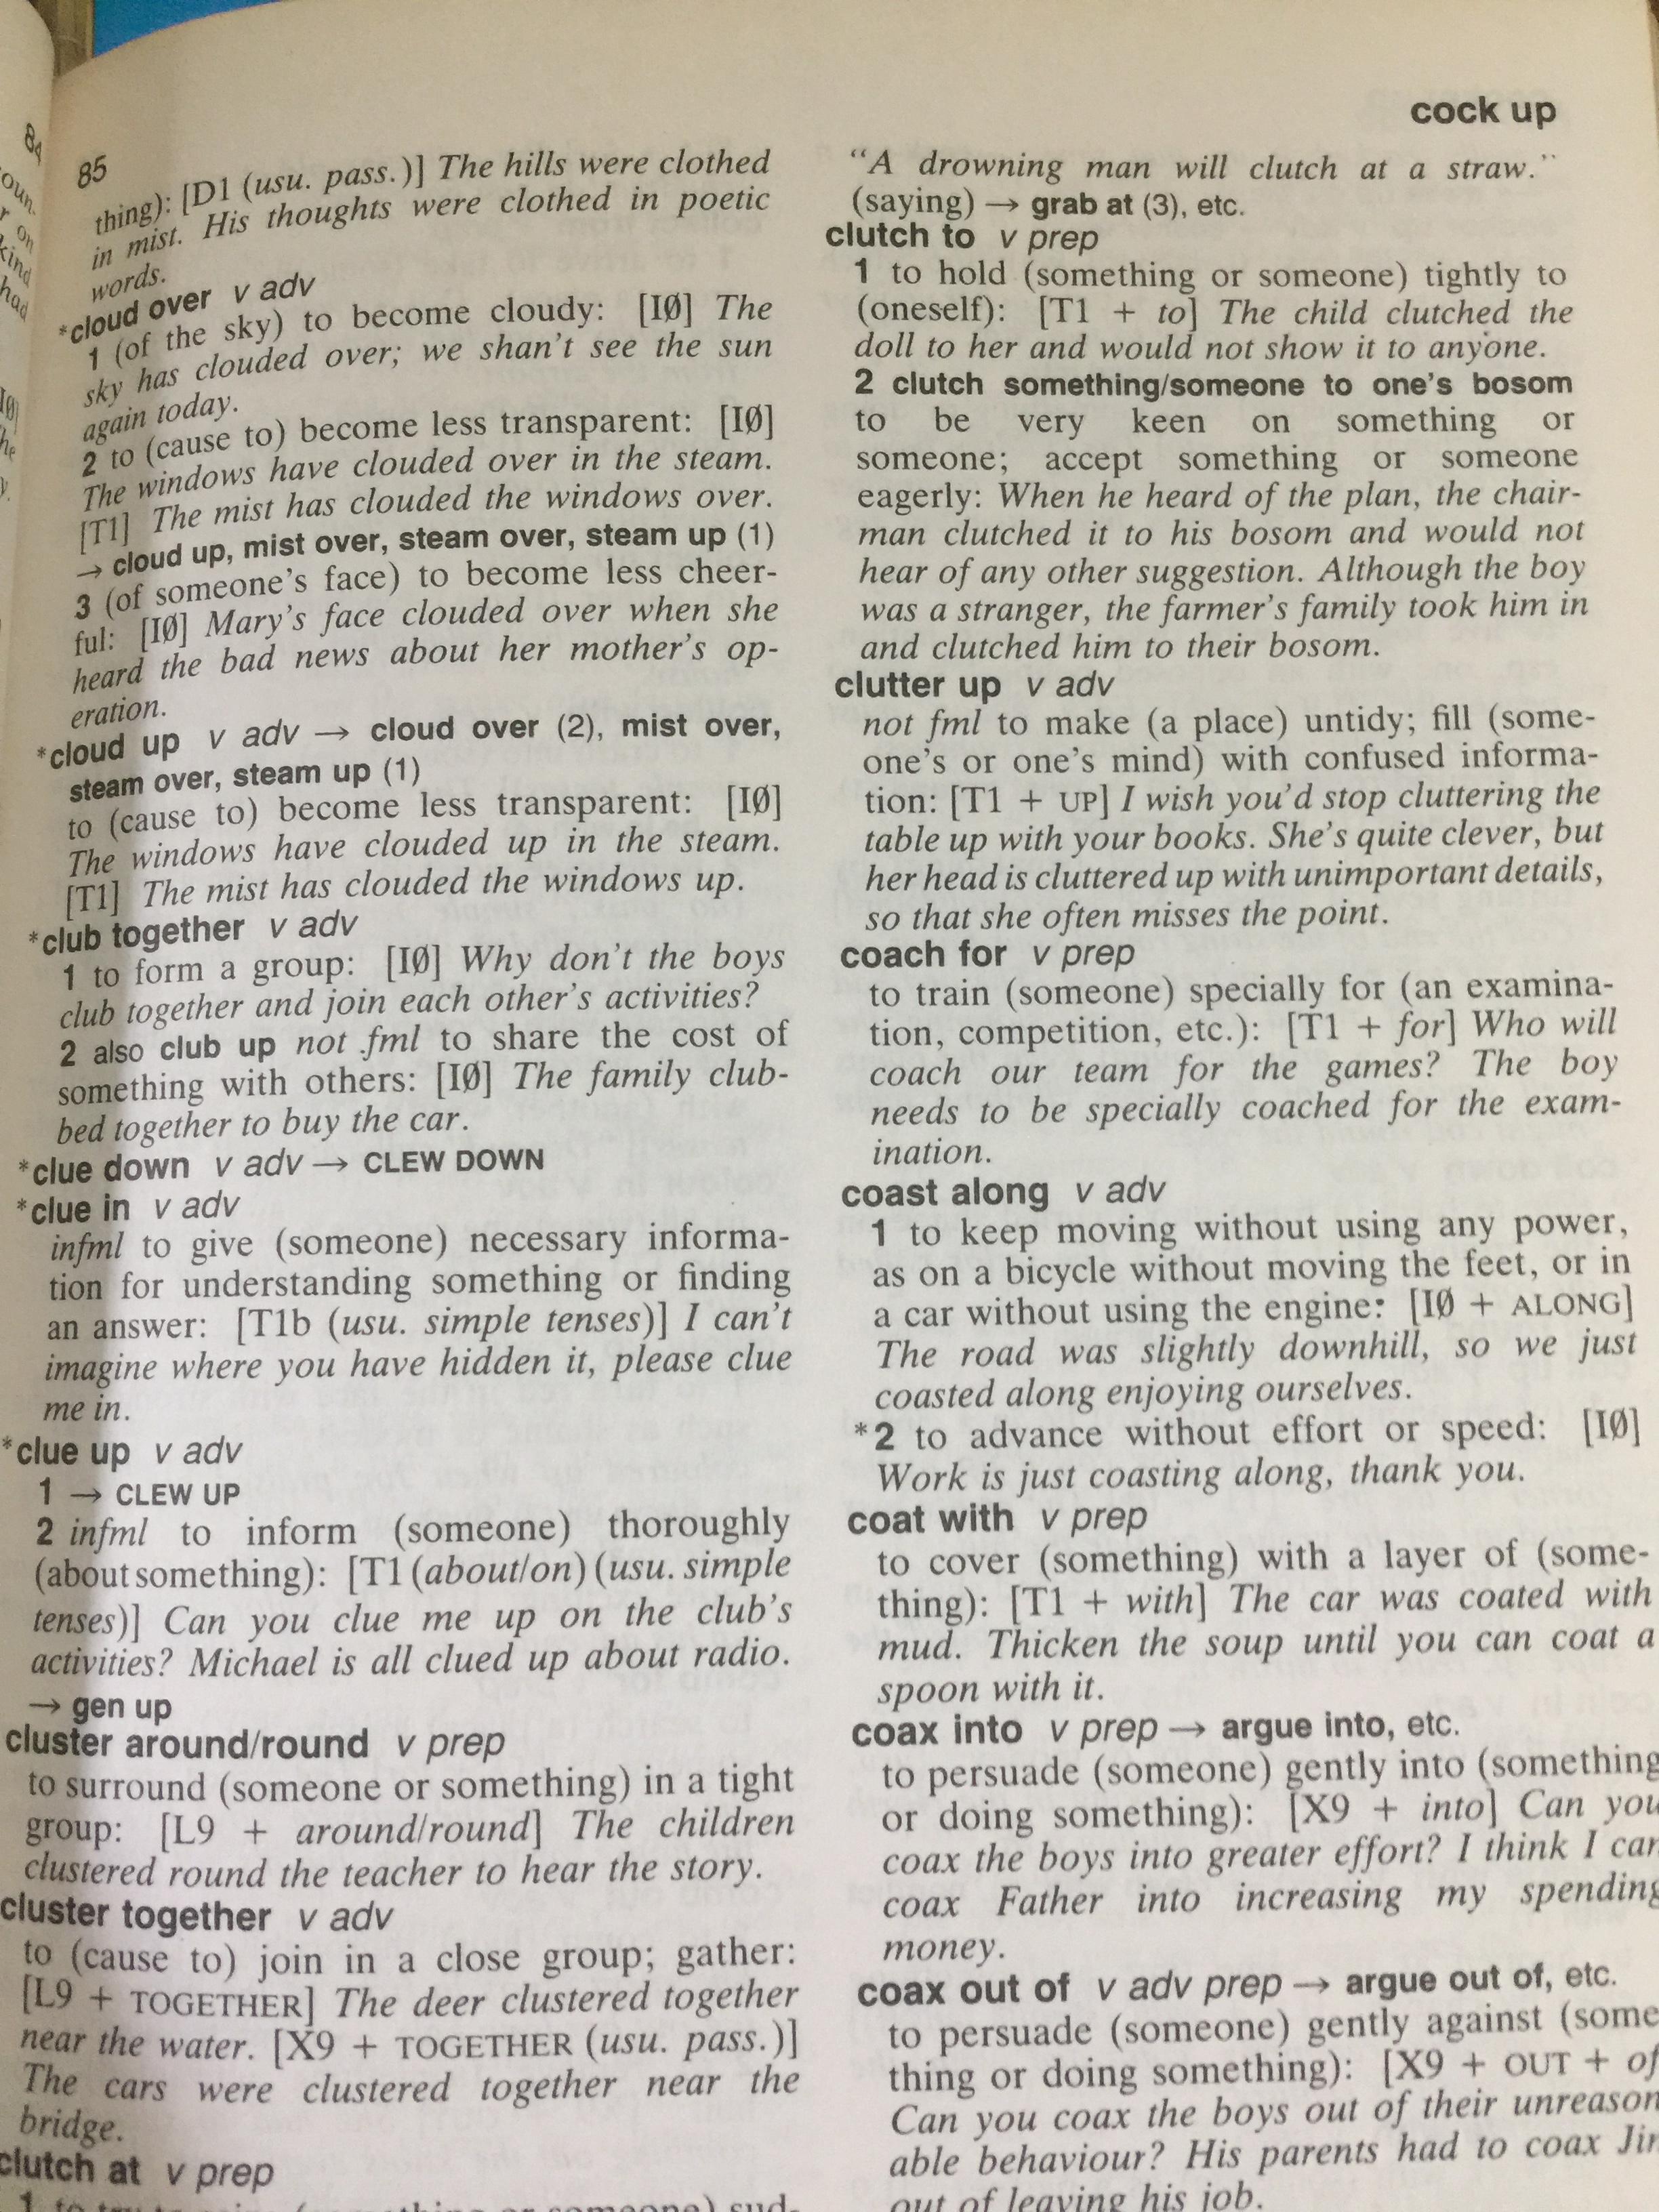 84
oun-
r
on
kind
had
he
y.
85
thing): [D1 (usu. pass.)] The hills were clothed
in mist. His thoughts were clothed in poetic
words.
*cloud over v adv
1 (of the sky) to become cloudy: [IØ] The
sky has clouded over; we shan't see the sun
again today.
2 to (cause to) become less transparent: [IØ]
The windows have clouded over in the steam.
[T1] The mist has clouded the windows over.
→ cloud up, mist over, steam over, steam up (1)
3 (of someone's face) to become less cheer-
ful: [IØ] Mary's face clouded over when she
heard the bad news about her mother's op-
eration.
*cloud up v adv → cloud over (2), mist over,
steam over, steam up (1)
to (cause to) become less transparent: [IØ]
The windows have clouded up in the steam.
[T1] The mist has clouded the windows up.
*club together v adv
1 to form a group: [IØ] Why don't the boys
club together and join each other's activities?
2 also club up not fml to share the cost of
something with others: [IØ] The family club-
bed together to buy the car.
*clue down v adv → CLEW DOWN
*clue in v adv
infml to give (someone) necessary informa-
tion for understanding something or finding
an answer: [T1b (usu. simple tenses)] I can't
imagine where you have hidden it, please clue
me in.
*clue up v adv
1 → CLEW UP
2 infml to inform (someone) thoroughly
(about something): [T1 (about/on) (usu. simple
tenses)] Can you clue me up on the club's
activities? Michael is all clued up about radio.
→ gen up
cluster around/round v prep
to surround (someone or something) in a tight
group: [L9 + around/round] The children
clustered round the teacher to hear the story.
cluster together v adv
to (cause to) join in a close group; gather:
[L9 + TOGETHER] The deer clustered together
near the water. [X9 + TOGETHER (usu. pass.)]
The cars were clustered together near the
bridge.
clutch at v prep
cock up
"A drowning man will clutch at a straw."
(saying) → grab at (3), etc.
clutch to v prep
1 to hold (something or someone) tightly to
(oneself): [T1 + to] The child clutched the
doll to her and would not show it to anyone.
2 clutch something/someone to one's bosom
to be very keen on something or
someone; accept something or someone
eagerly: When he heard of the plan, the chair-
man clutched it to his bosom and would not
hear of any other suggestion. Although the boy
was a stranger, the farmer's family took him in
and clutched him to their bosom.
clutter up v adv
not fml to make (a place) untidy; fill (some-
one's or one's mind) with confused informa-
tion: [T1 + UP] I wish you'd stop cluttering the
table up with your books. She's quite clever, but
her head is cluttered up with unimportant details,
so that she often misses the point.
coach for v prep
to train (someone) specially for (an examina-
tion, competition, etc.): [T1 + for] Who will
coach our team for the games? The boy
needs to be specially coached for the exam-
ination.
coast along v adv
1 to keep moving without using any power,
as on a bicycle without moving the feet, or in
a car without using the engine: [IØ + ALONG]
The road was slightly downhill, so we just
coasted along enjoying ourselves.
*2 to advance without effort or speed: [IØ]
Work is just coasting along, thank you.
coat with v prep
to cover (something) with a layer of (some-
thing): [T1 + with] The car was coated with
mud. Thicken the soup until you can coat a
spoon with it.
coax into v prep → argue into, etc.
to persuade (someone) gently into (something
or doing something): [X9 + into] Can you
coax the boys into greater effort? I think I can
coax Father into increasing my spending
money.
coax out of v adv prep → argue out of, etc.
to persuade (someone) gently against (some
thing or doing something): [X9 + OUT + of
Can you coax the boys out of their unreason
able behaviour? His parents had to coax Jim
out of leaving his job.